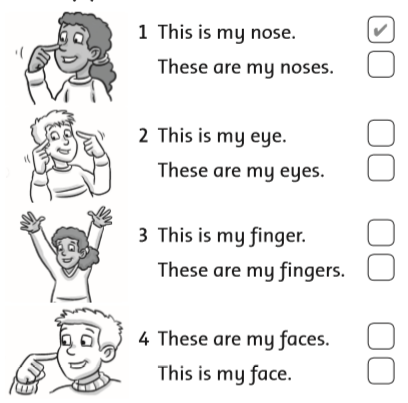 1 This is my nose.
These are my noses.
2 This is my eye.
These are my eyes.
3 This is my finger.
These are my fingers.
4 These are my faces.
This is my face.